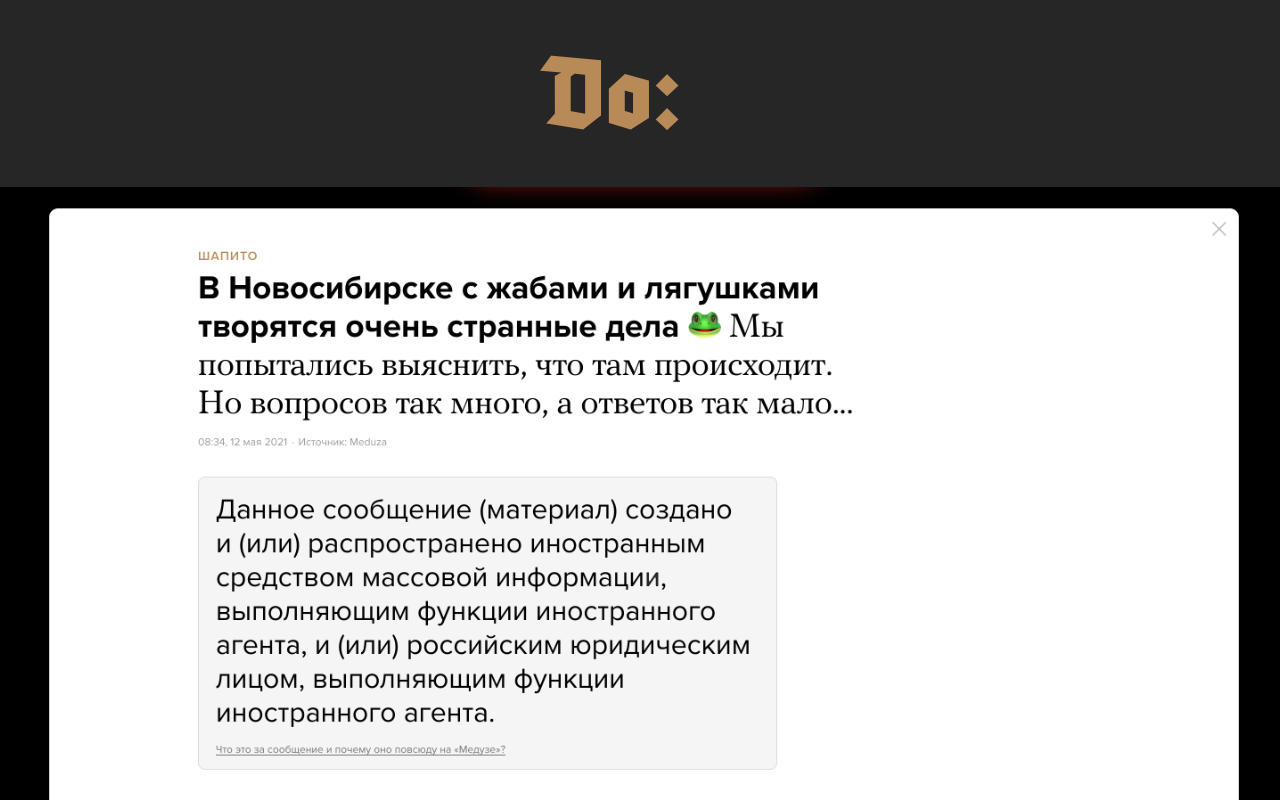 Do:
ШАПИТО
В Новосибирске с жабами и лягушками
творятся очень странные дела 🐸 Мы
попытались выяснить, что там происходит.
Но вопросов так много, а ответов так мало...
08:34, 12 мая 2021 · Источник: Meduza
Данное сообщение (материал) создано
и (или) распространено иностранным
средством массовой информации,
выполняющим функции иностранного
агента, и (или) российским юридическим
лицом, выполняющим функции
иностранного агента.
Что это за сообщение и почему оно повсюду на «Медузе»?